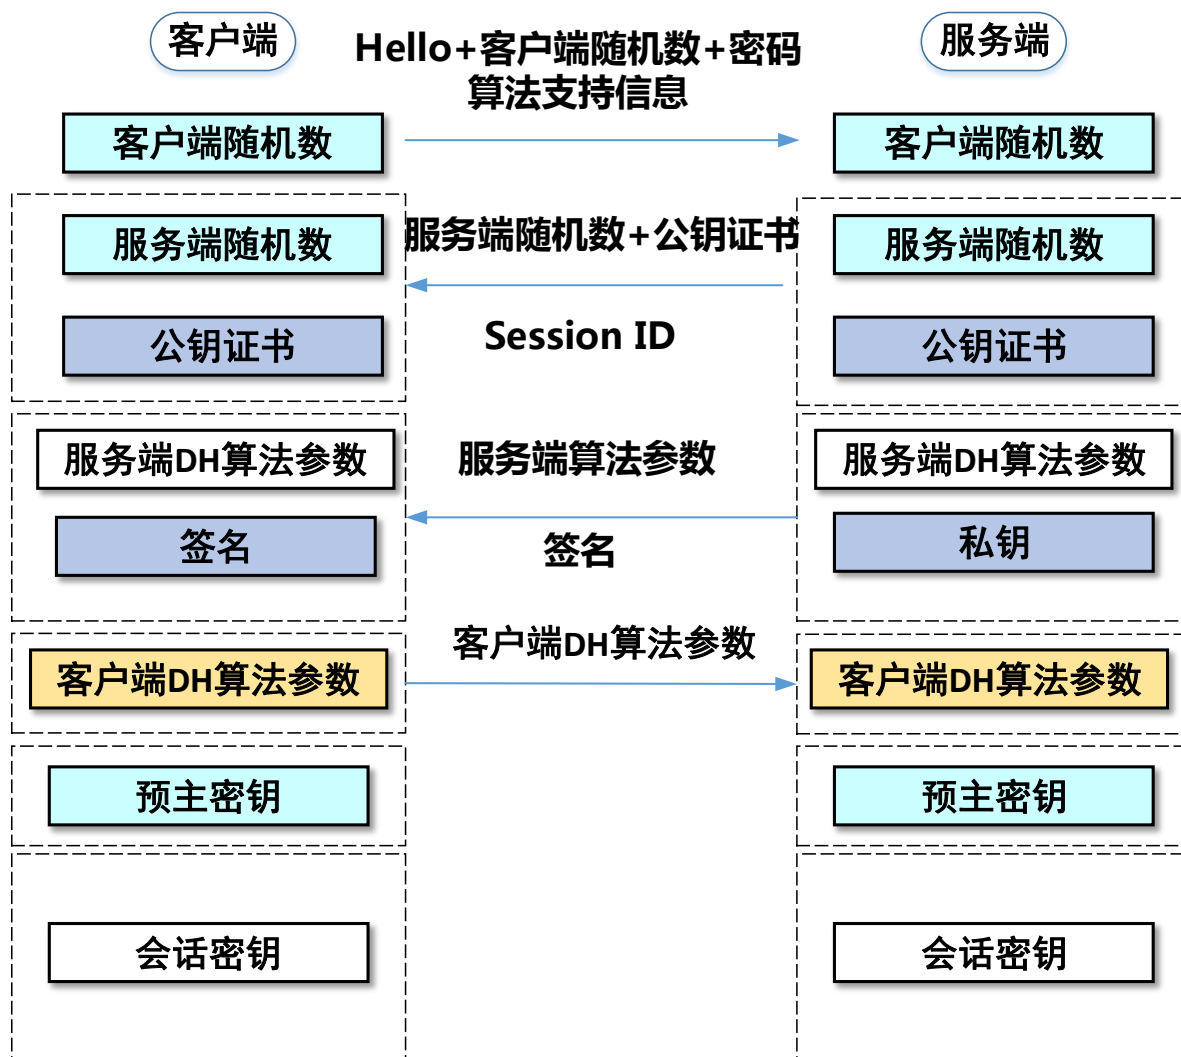 客户端
Hello+客户端随机数+密码
算法支持信息
服务端
客户端随机数
客户端随机数
服务端随机数
服务端随机数+公钥证书
服务端随机数
公钥证书
Session ID
公钥证书
服务端DH算法参数
服务端算法参数
服务端DH算法参数
签名
签名
私钥
客户端DH算法参数
客户端DH算法参数
客户端DH算法参数
预主密钥
预主密钥
会话密钥
会话密钥